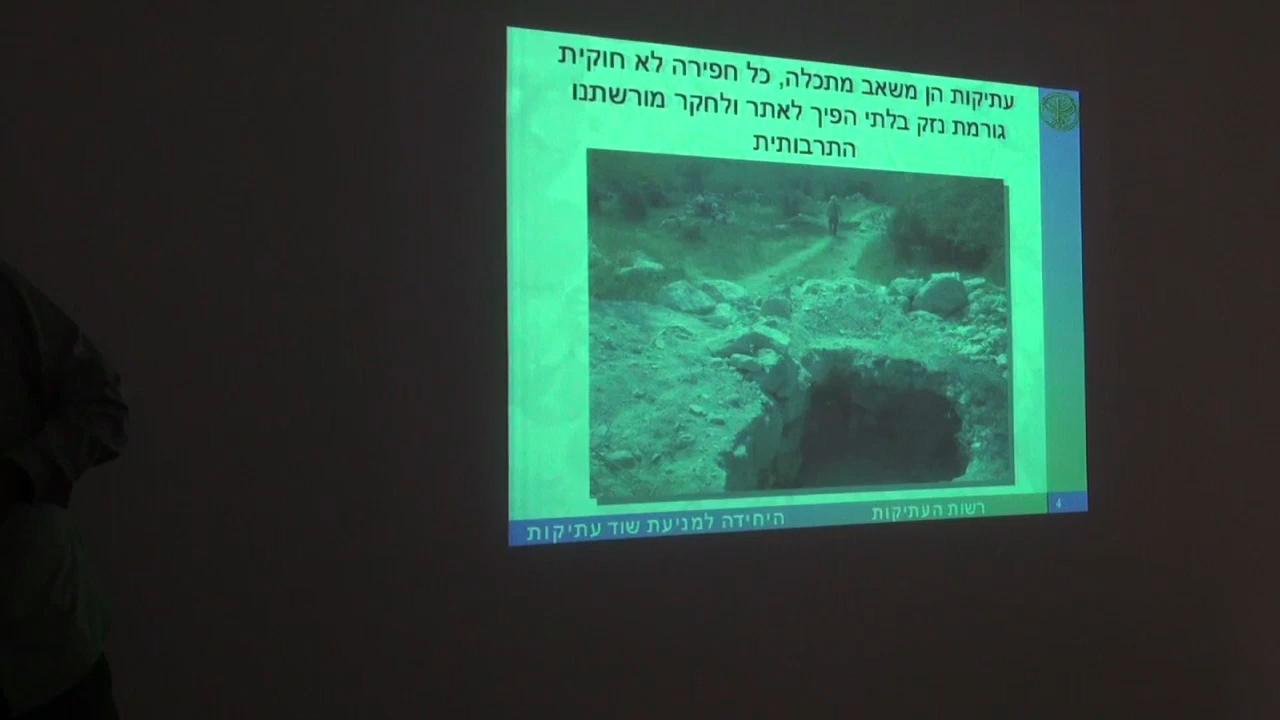 עתיקות הן משאב מתכלה, כל חפירה לא חוקית
גורמת נזק בלתי הפיך לאתר ולחקר מורשתנו
התרבותית
רשות העתיקות
היחידה למניעת שוד עתיקות
4